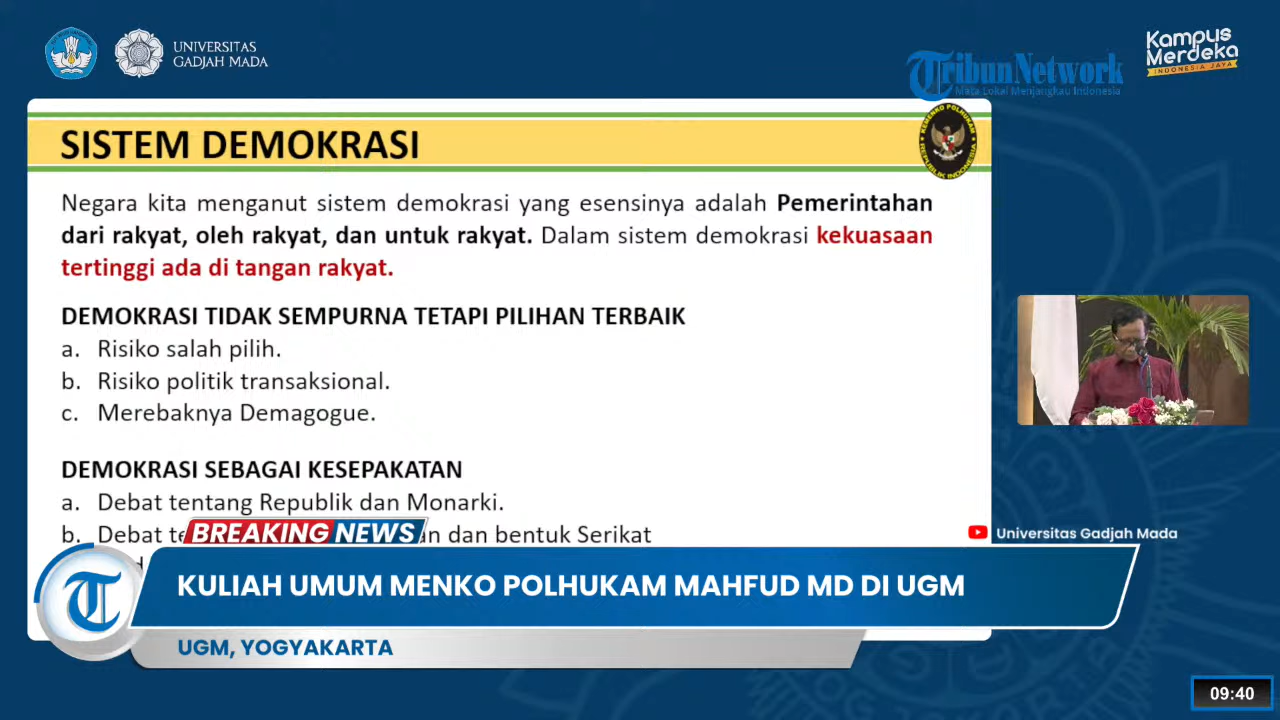 UNIVERSITAS
GADJAH MADA
TribunNetwork
Mata Lokal Menjangkau Indonesia
Kampus
Merdeka
INDONESIA JAYA
SISTEM DEMOKRASI
KEMENKO POLHUKAM
REPUBLIK INDONESIA
Negara kita menganut sistem demokrasi yang esensinya adalah Pemerintahan
dari rakyat, oleh rakyat, dan untuk rakyat. Dalam sistem demokrasi kekuasaan
tertinggi ada di tangan rakyat.
DEMOKRASI TIDAK SEMPURNA TETAPI PILIHAN TERBAIK
a. Risiko salah pilih.
b. Risiko politik transaksional.
c. Merebaknya Demagogue.
DEMOKRASI SEBAGAI KESEPAKATAN
a. Debat tentang Republik dan Monarki.
b. Debat dan bentuk Serikat
BREAKING NEWS
Universitas Gadjah Mada
T
KULIAH UMUM MENKO POLHUKAM MAHFUD MD DI UGM
UGM, YOGYAKARTA
09:40